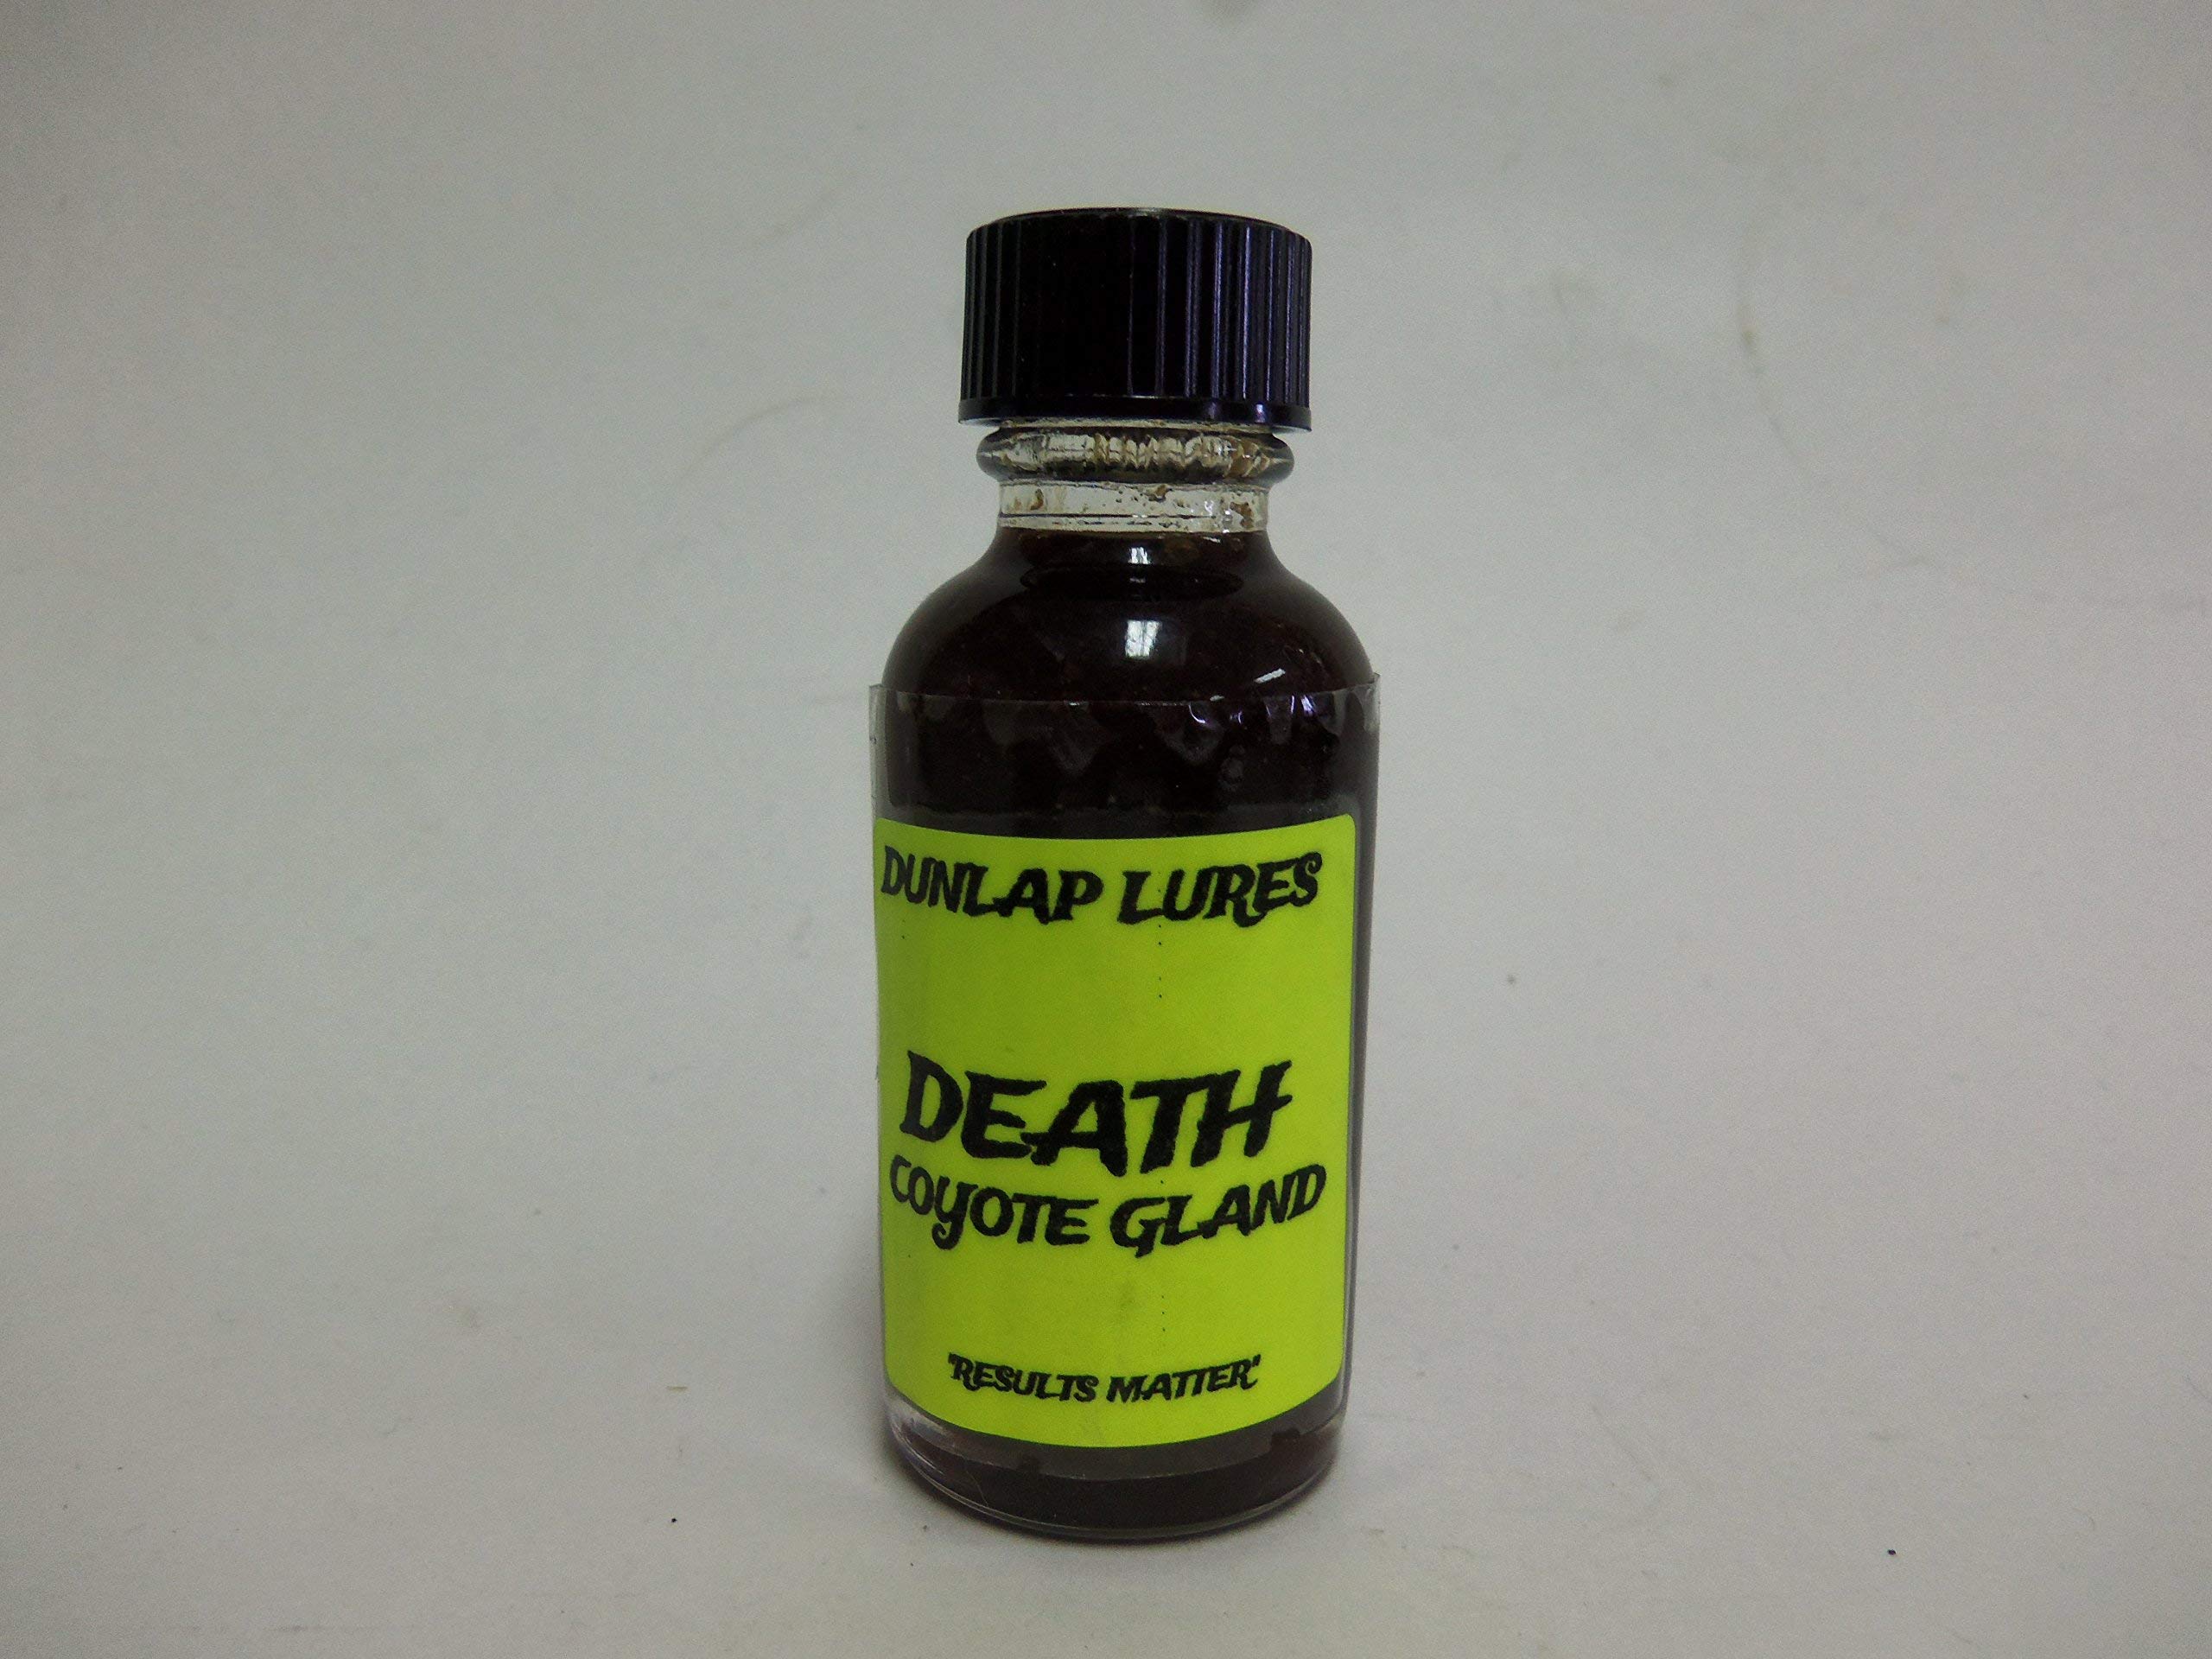 DUNLAP LURES
DEATH
COYOTE GLAND
"RESULTS MATTER"